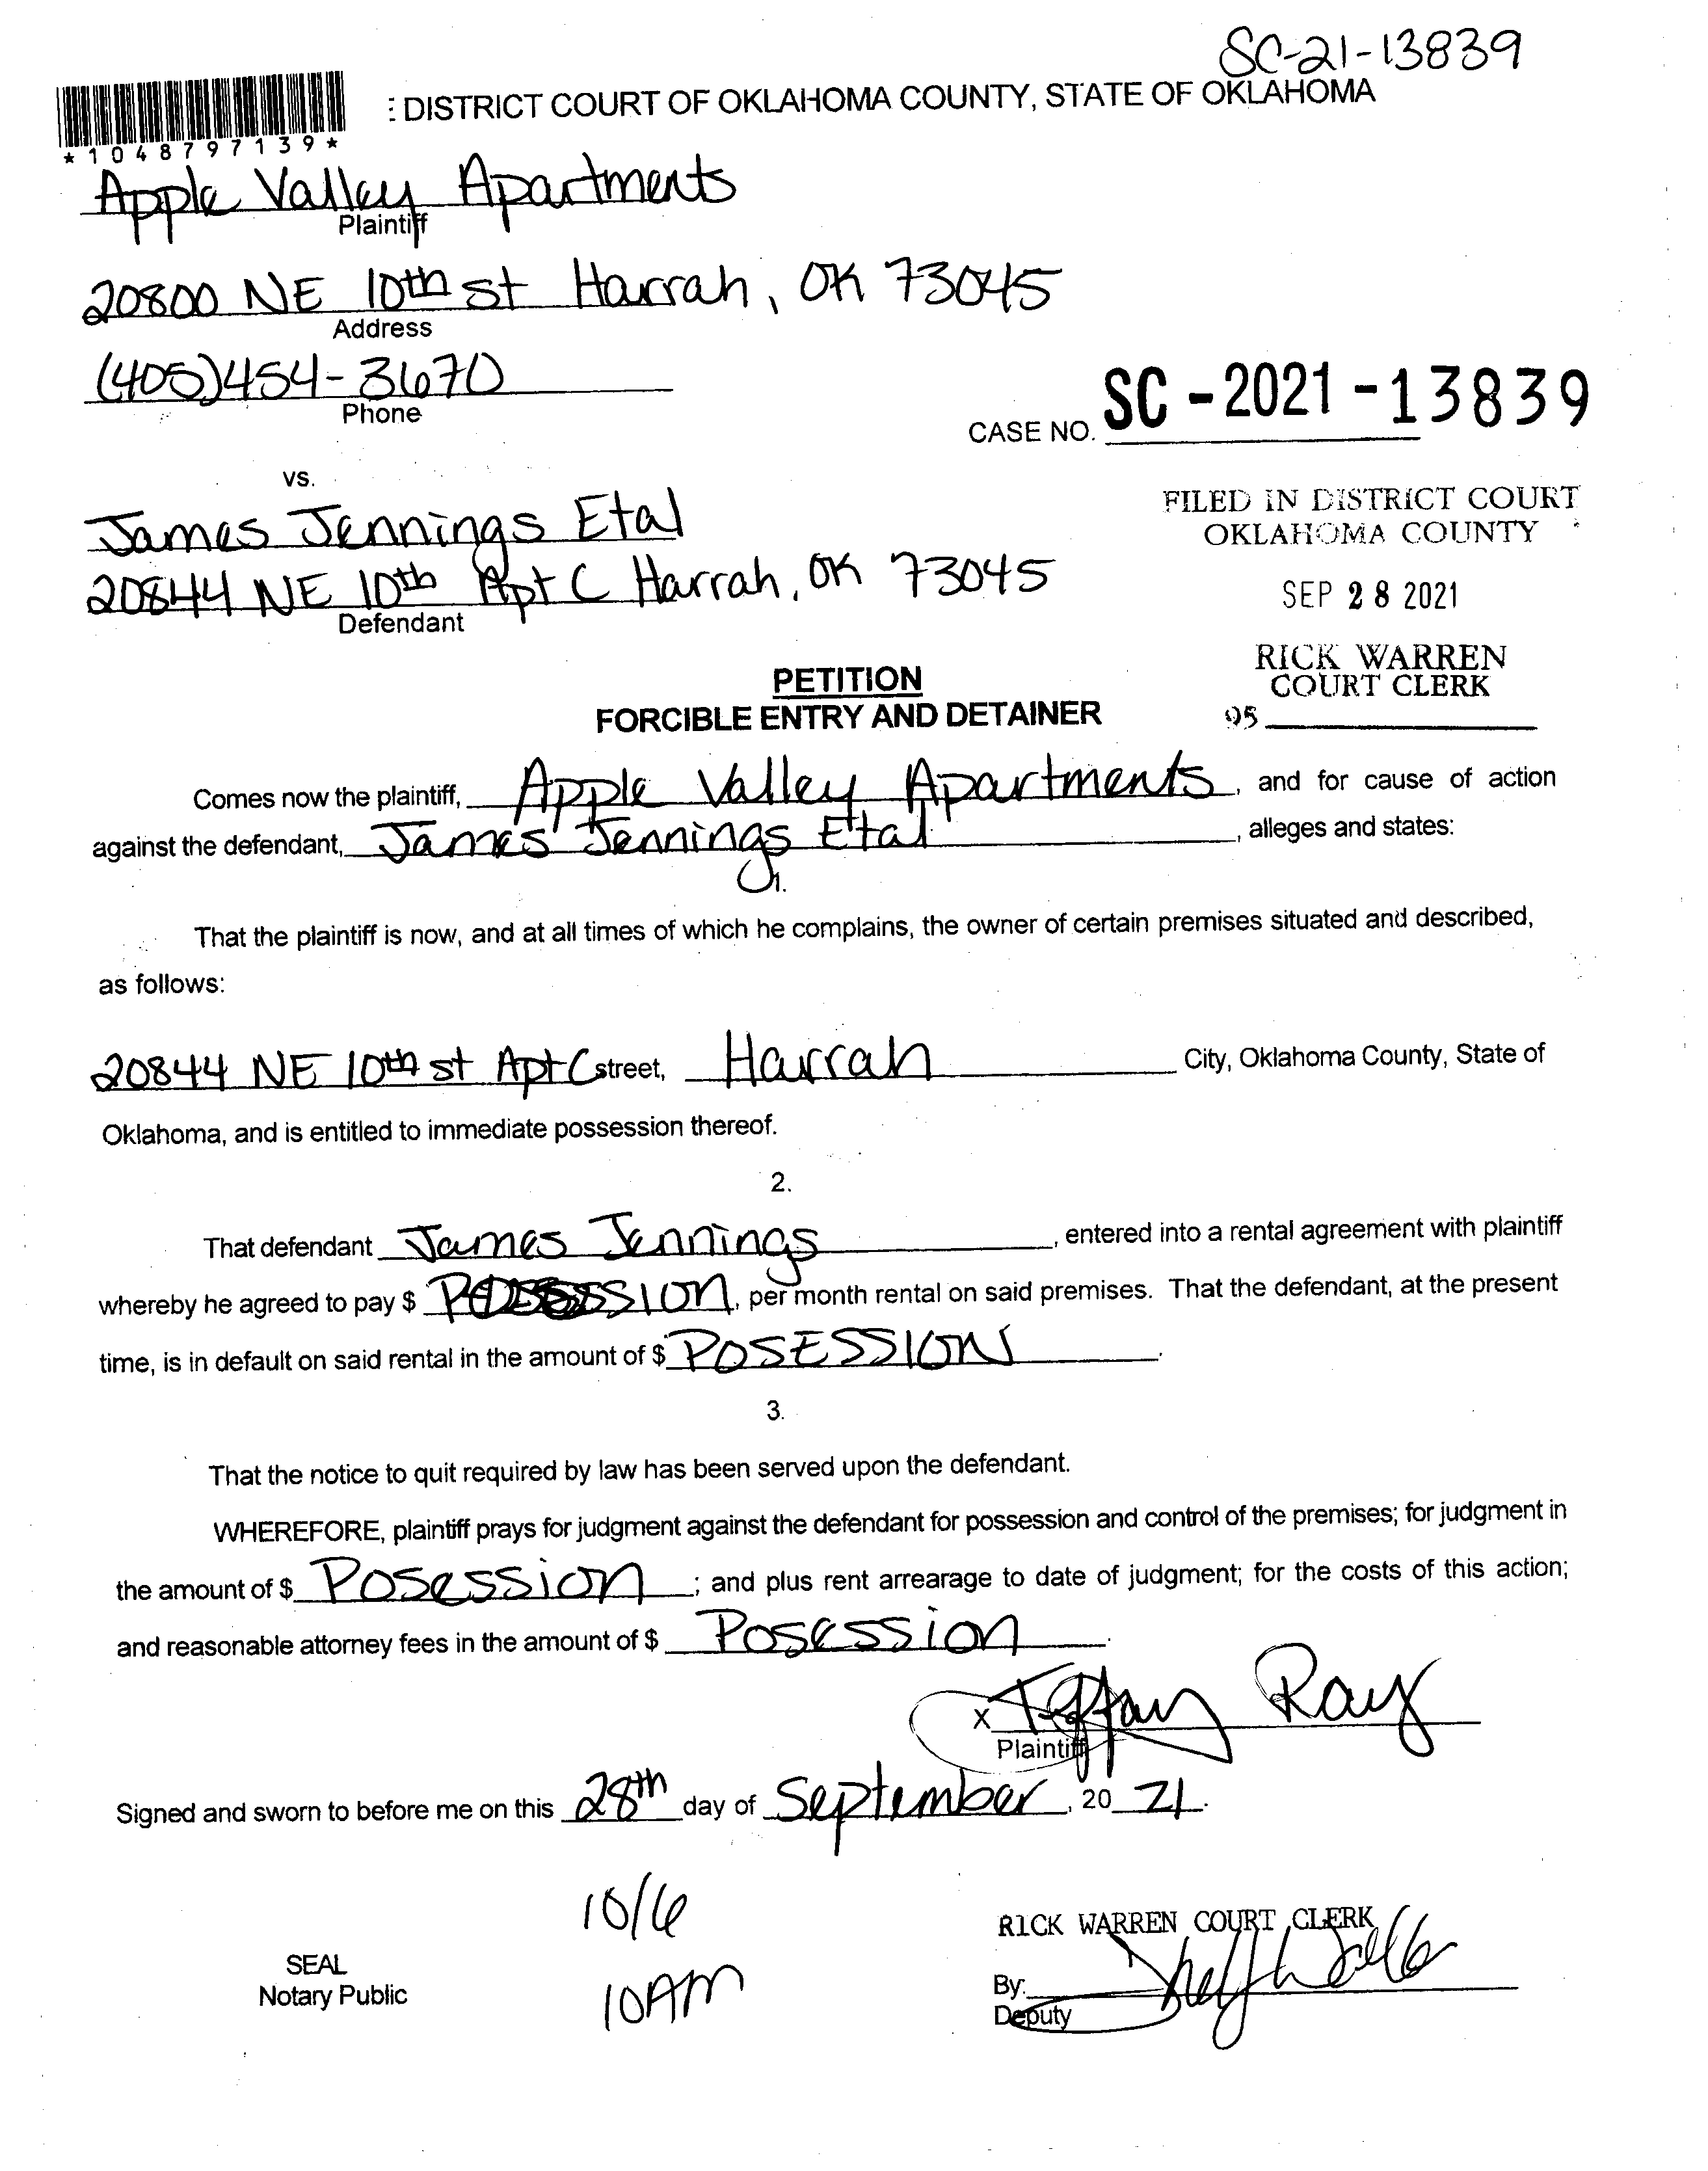 SC-21-13839
: DISTRICT COURT OF OKLAHOMA COUNTY, STATE OF OKLAHOMA
*1048797139*
Apple Valley Apartments
Plaintiff
20800 NE 10th st Harrah, OK 73045
Address
(405)454-3670
Phone
CASE NO. SC-2021-13839
vs.
James Jennings Etal
20844 NE 10th Apt C Harrah, OK 73045
Defendant
FILED IN DISTRICT COURT
OKLAHOMA COUNTY
SEP 28 2021
RICK WARREN
COURT CLERK
05
PETITION
FORCIBLE ENTRY AND DETAINER
Comes now the plaintiff, Apple Valley Apartments, and for cause of action
against the defendant, James Jennings Etal, alleges and states:
1.
That the plaintiff is now, and at all times of which he complains, the owner of certain premises situated and described,
as follows:
20844 NE 10th st Apt C street, Harrah City, Oklahoma County, State of
Oklahoma, and is entitled to immediate possession thereof.
2.
That defendant James Jennings, entered into a rental agreement with plaintiff
whereby he agreed to pay $ POSESSION, per month rental on said premises. That the defendant, at the present
time, is in default on said rental in the amount of $ POSESSION.
3.
That the notice to quit required by law has been served upon the defendant.
WHEREFORE, plaintiff prays for judgment against the defendant for possession and control of the premises; for judgment in
the amount of $ Posession; and plus rent arrearage to date of judgment; for the costs of this action;
and reasonable attorney fees in the amount of $ Posession.
X Tiffany Ray
Plaintiff
Signed and sworn to before me on this 28th day of September, 20 21.
10/6
10AM
SEAL
Notary Public
RICK WARREN COURT CLERK
By:
Deputy